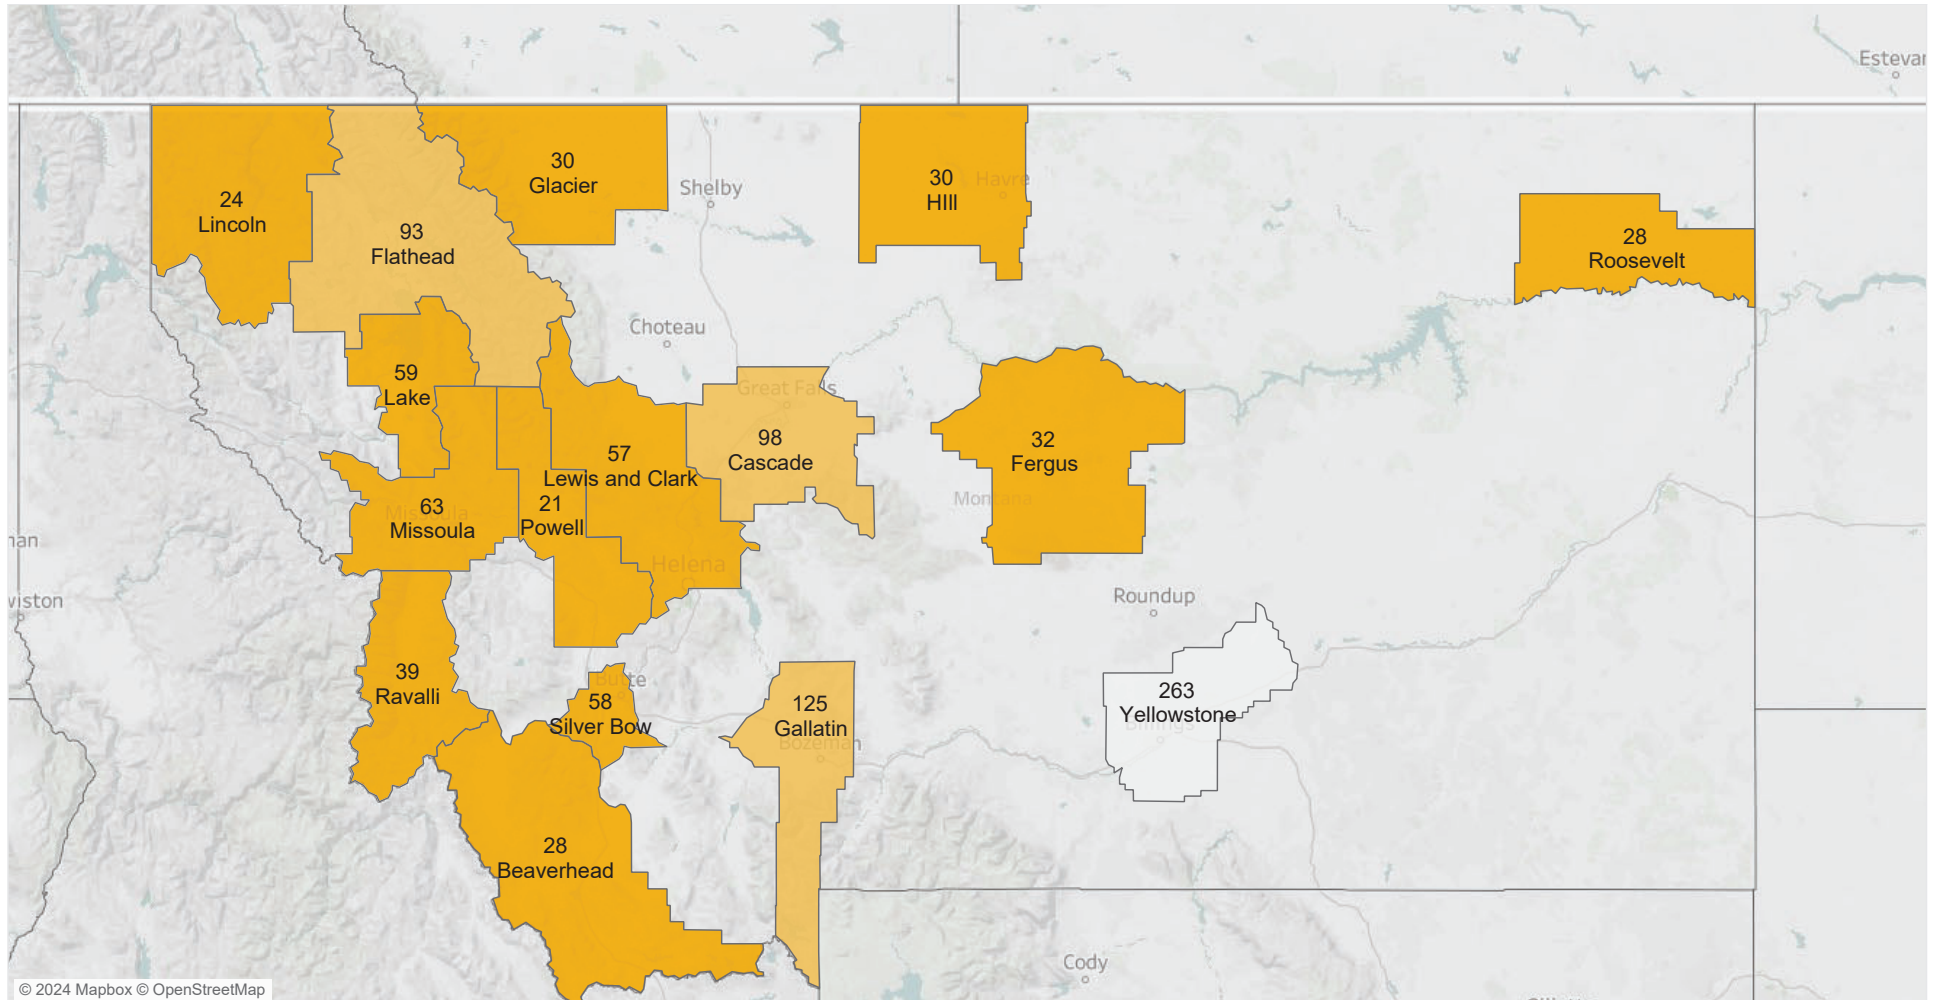 Estevan
30
Glacier
30
HIll
Havre
Shelby
24
Lincoln
93
Flathead
28
Roosevelt
Choteau
59
Lake
Great Falls
98
Cascade
32
Fergus
57
Lewis and Clark
Montana
21
Powell
63
Missoula
Missoula
Helena
Roundup
39
Ravalli
Butte
58
Silver Bow
125
Gallatin
Bozeman
263
Yellowstone
Billings
28
Beaverhead
Cody
© 2024 Mapbox © OpenStreetMap